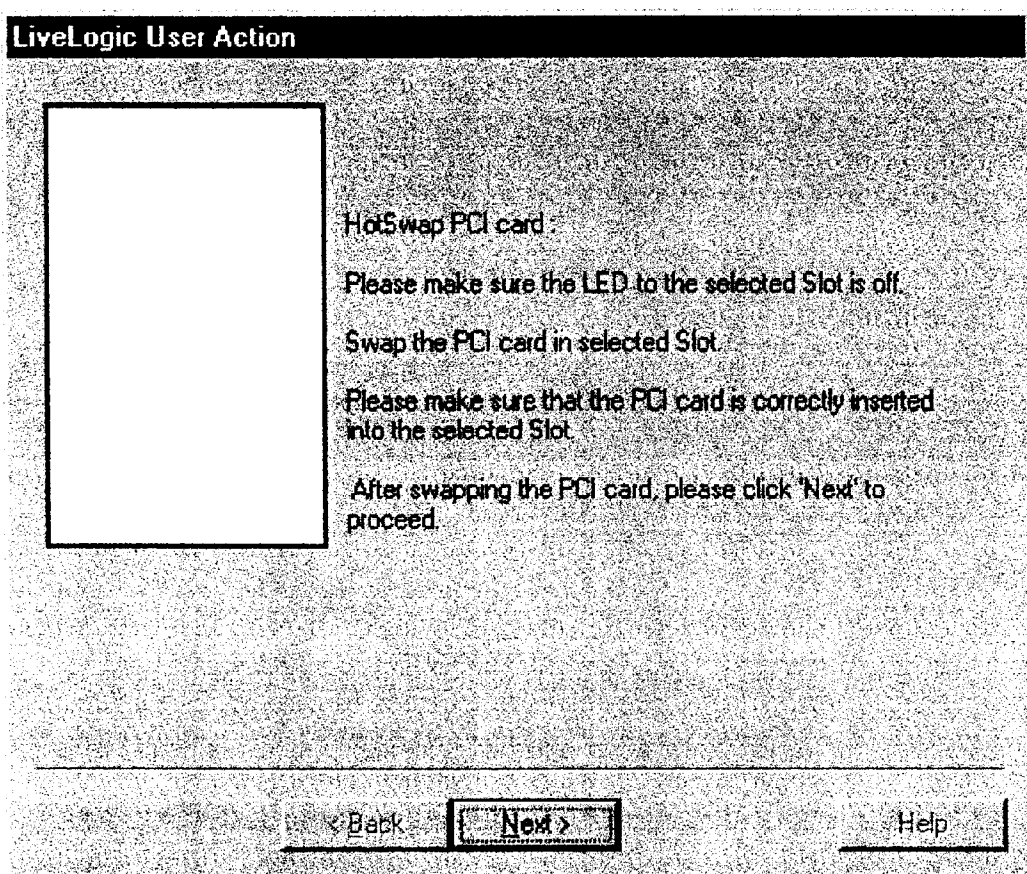 LiveLogic User Action
HotSwap PCI card :
Please make sure the LED to the selected Slot is off.
Swap the PCI card in selected Slot.
Please make sure that the PCI card is correctly inserted
into the selected Slot.
After swapping the PCI card, please click 'Next' to
proceed.
< Back
Next >
Help